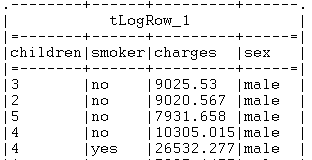 .--------+------+---------+-----.
| tLogRow_1 |
|=-------+------+---------+----=|
|children|smoker|charges |sex |
|=-------+------+---------+----=|
|3 |no |9025.53 |male |
|2 |no |9020.567 |male |
|5 |no |7931.658 |male |
|4 |no |10305.015|male |
|4 |yes |26532.277|male |